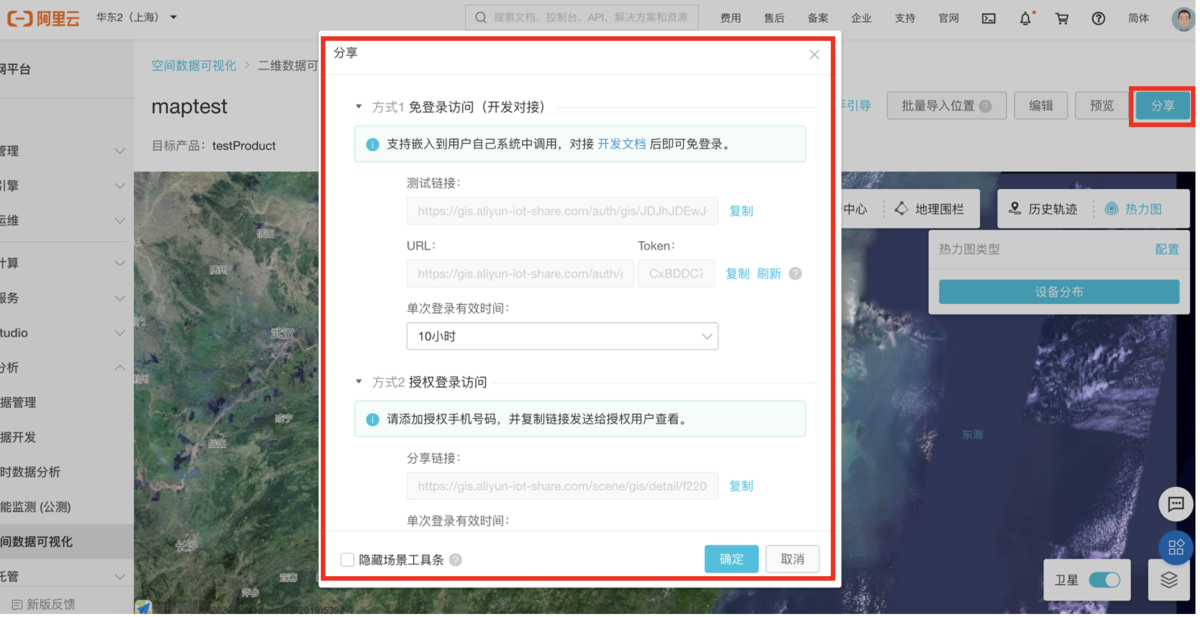 阿里云
华东2（上海）
搜索文档、控制台、API、解决方案和资源
费用
售后
备案
企业
支持
官网
简体
网平台
空间数据可视化 > 二维数据可
maptest
手引导
批量导入位置
编辑
预览
分享
目标产品：testProduct
管理
引擎
运维
计算
服务
tudio
分析
据管理
据开发
时数据分析
能监测 (公测)
间数据可视化
托管
新版反馈
分享
方式1 免登录访问（开发对接）
支持嵌入到用户自己系统中调用，对接 开发文档 后即可免登录。
测试链接：
https://gis.aliyun-iot-share.com/auth/gis/JDJhJDEwJ
复制
URL：
Token：
https://gis.aliyun-iot-share.com/auth/g
CxBDDC7
复制
刷新
单次登录有效时间：
10小时
方式2 授权登录访问
请添加授权手机号码，并复制链接发送给授权用户查看。
分享链接：
https://gis.aliyun-iot-share.com/scene/gis/detail/f220
复制
单次登录有效时间：
隐藏场景工具条
确定
取消
中心
地理围栏
历史轨迹
热力图
热力图类型
配置
设备分布
随州
武汉
咸宁
岳阳
长沙
宜春
萍乡
东海
卫星